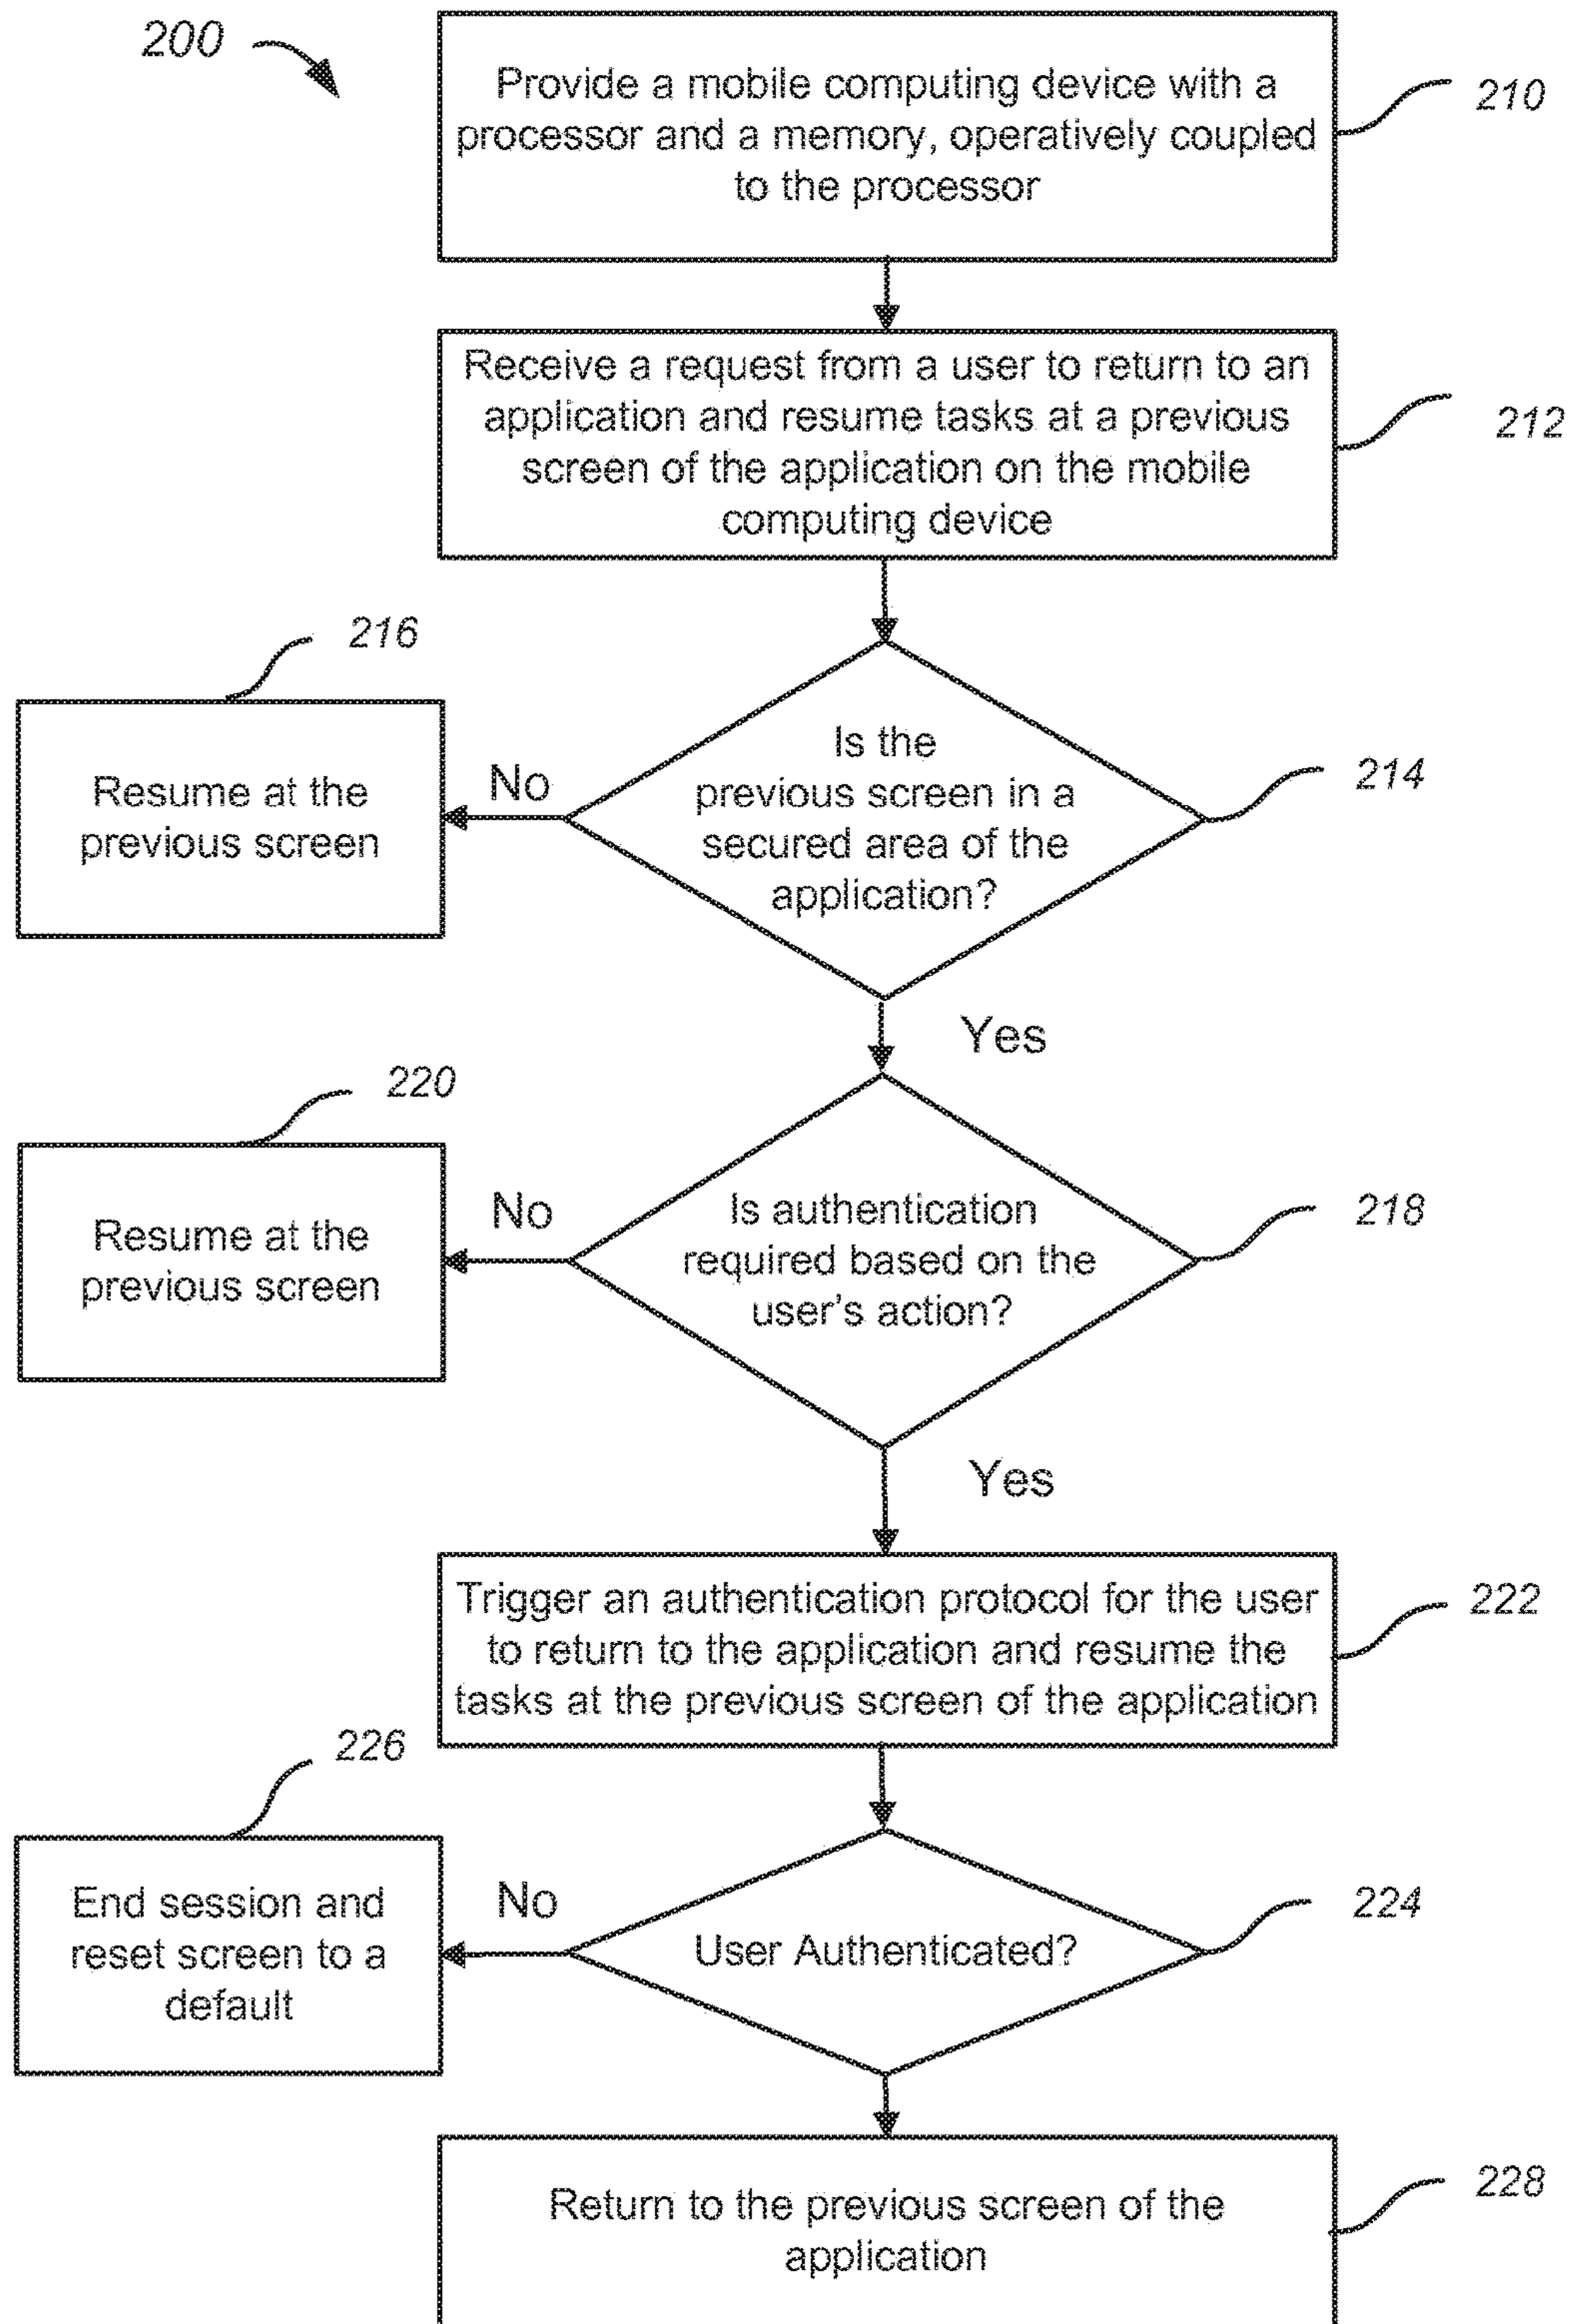 200
Provide a mobile computing device with a
processor and a memory, operatively coupled
to the processor
210
Receive a request from a user to return to an
application and resume tasks at a previous
screen of the application on the mobile
computing device
212
Is the
previous screen in a
secured area of the
application?
214
No
216
Resume at the
previous screen
Yes
Is authentication
required based on the
user's action?
218
No
220
Resume at the
previous screen
Yes
Trigger an authentication protocol for the user
to return to the application and resume the
tasks at the previous screen of the application
222
User Authenticated?
224
No
226
End session and
reset screen to a
default
Return to the previous screen of the
application
228